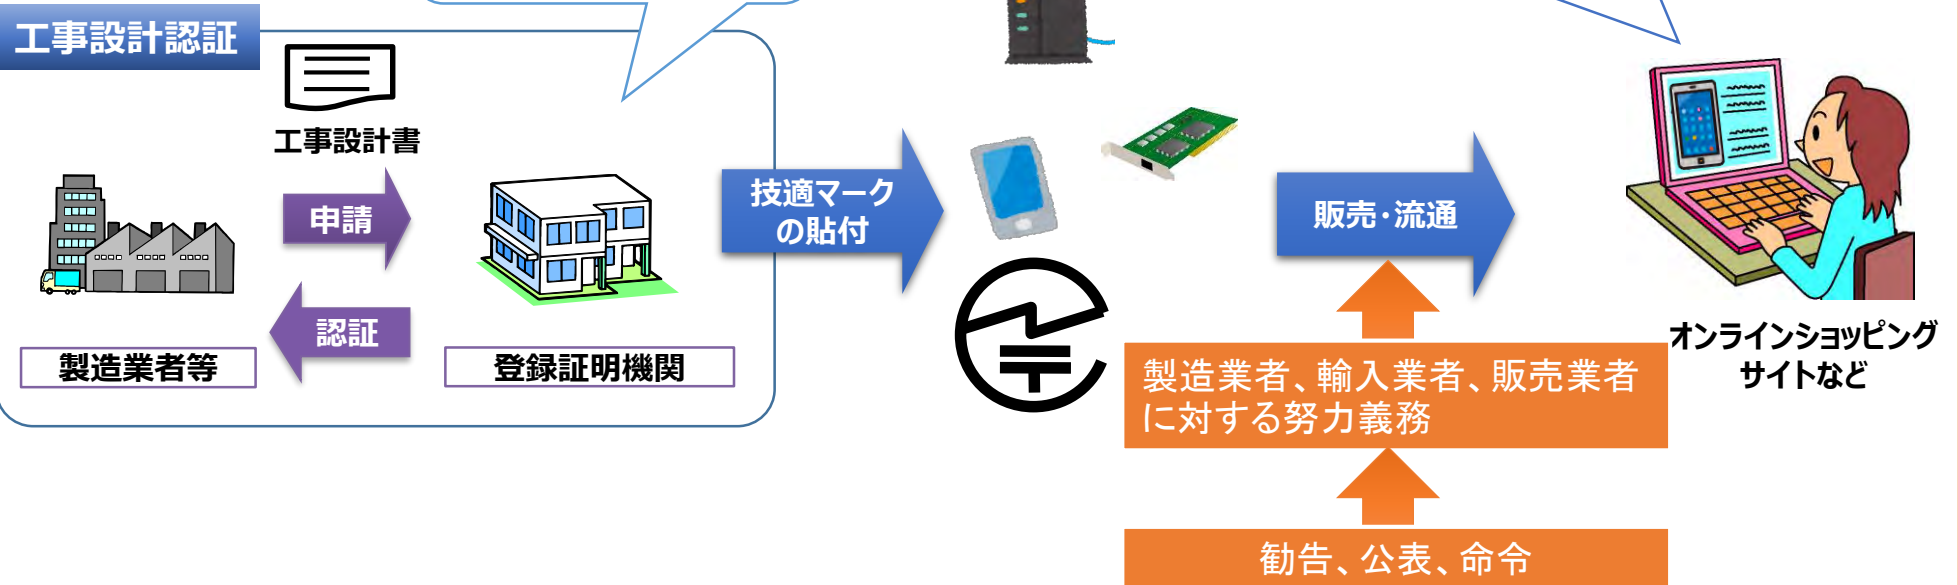 工事設計認証
工事設計書
申請
認証
製造業者等
登録証明機関
技適マーク
の貼付
販売・流通
オンラインショッピング
サイトなど
製造業者、輸入業者、販売業者
に対する努力義務
勧告、公表、命令